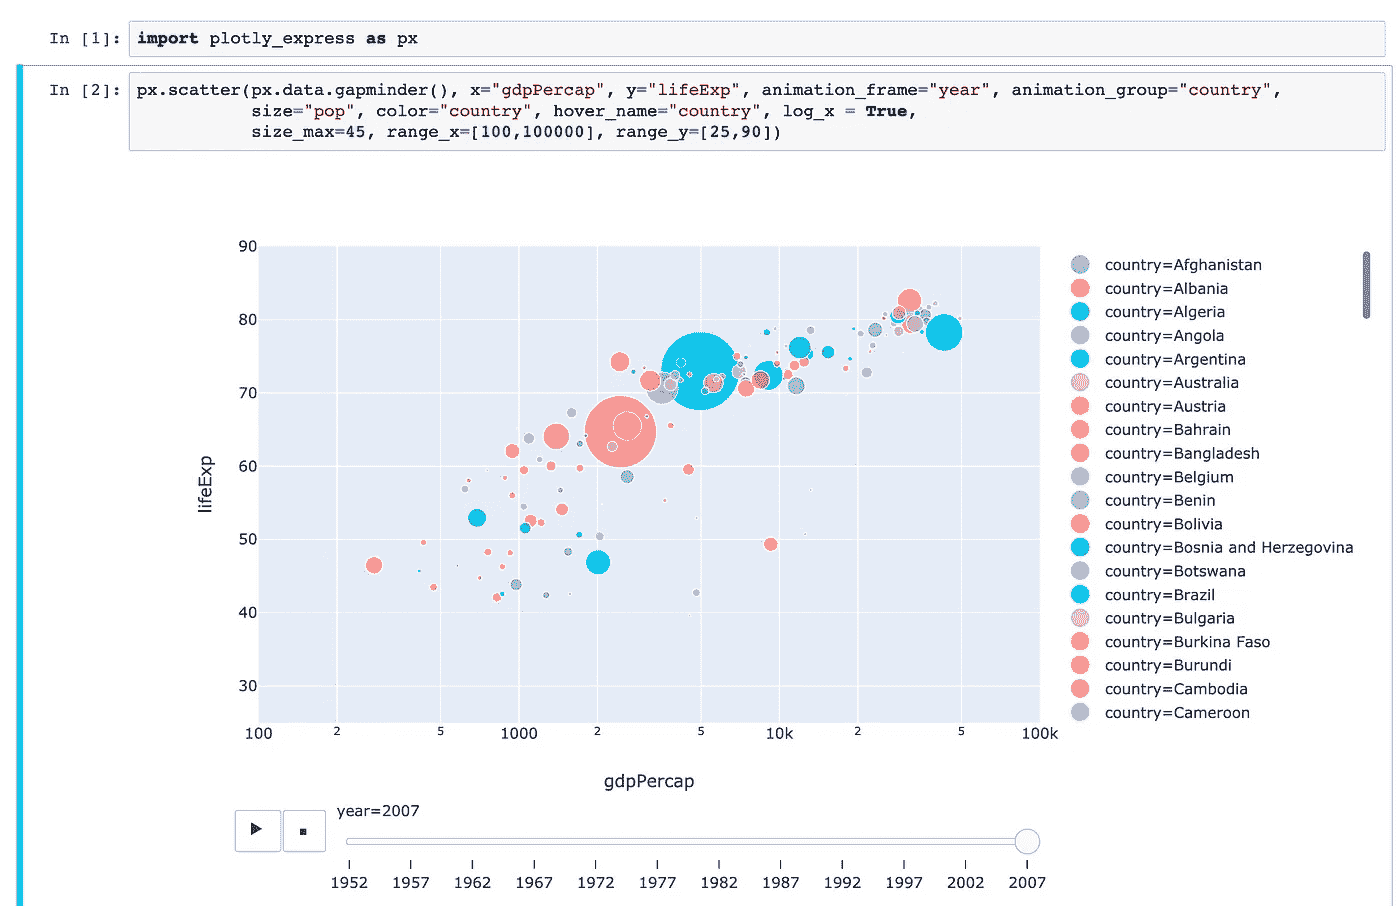 In [1]: import plotly_express as px
In [2]: px.scatter(px.data.gapminder(), x="gdpPercap", y="lifeExp", animation_frame="year", animation_group="country",
size="pop", color="country", hover_name="country", log_x = True,
size_max=45, range_x=[100,100000], range_y=[25,90])
90
80
70
60
50
40
30
lifeExp
100 2 5 1000 2 5 10k 2 5 100k
gdpPercap
country=Afghanistan
country=Albania
country=Algeria
country=Angola
country=Argentina
country=Australia
country=Austria
country=Bahrain
country=Bangladesh
country=Belgium
country=Benin
country=Bolivia
country=Bosnia and Herzegovina
country=Botswana
country=Brazil
country=Bulgaria
country=Burkina Faso
country=Burundi
country=Cambodia
country=Cameroon
year=2007
1952 1957 1962 1967 1972 1977 1982 1987 1992 1997 2002 2007